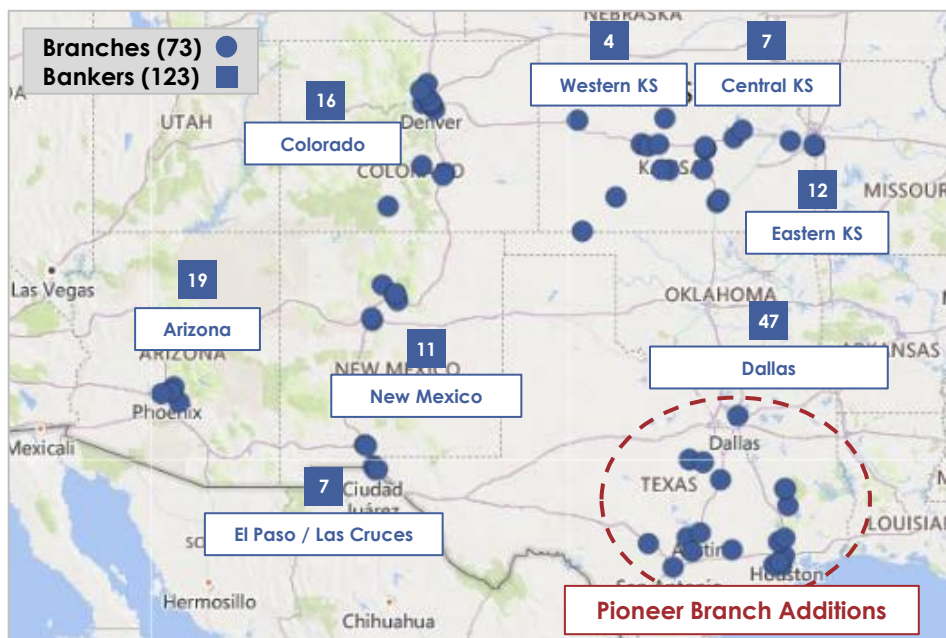 NEBRASKA
Branches (73)
Bankers (123)
4
Western KS
7
Central KS
16
Colorado
UTAH
Denver
COLORADO
KANSAS
12
Eastern KS
MISSOUR
19
Arizona
ARIZONA
Las Vegas
OKLAHOMA
47
Dallas
ARKANSAS
11
NEW MEXICO
New Mexico
Phoenix
Mexicali
Dallas
TEXAS
7
El Paso / Las Cruces
Ciudad
Juárez
LOUISIAN
Austin
Houston
San Antonio
Hermosillo
Chihuahua
Pioneer Branch Additions